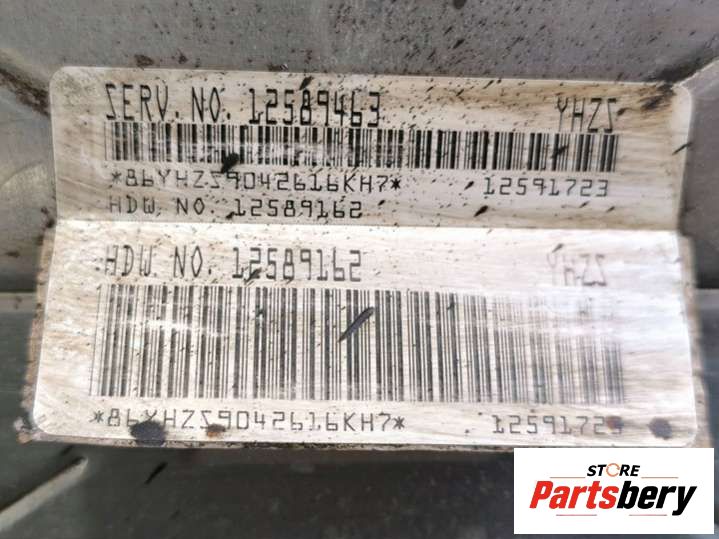 SERV. NO. 12589463 YHZS
*86YHZS9042616KH7* 12591723
HDW NO: 12589162
HDW. NO. 12589162 YHZS
*86YHZS9042616KH7* 12591723
STORE
Partsbery